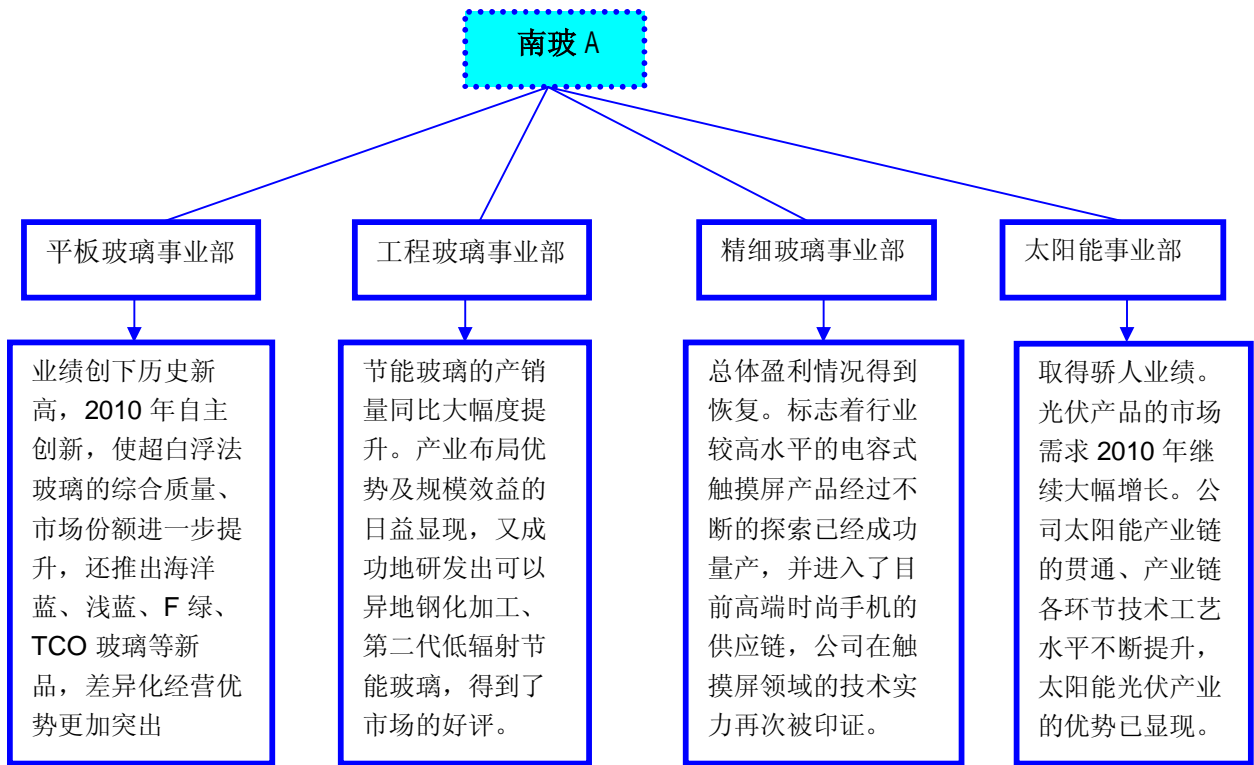 南玻 A
平板玻璃事业部
工程玻璃事业部
精细玻璃事业部
太阳能事业部
业绩创下历史新
高，2010 年自主
创新，使超白浮法
玻璃的综合质量、
市场份额进一步提
升，还推出海洋
蓝、浅蓝、F 绿、
TCO 玻璃等新
品，差异化经营优
势更加突出
节能玻璃的产销
量同比大幅度提
升。产业布局优
势及规模效益的
日益显现，又成
功地研发出可以
异地钢化加工、
第二代低辐射节
能玻璃，得到了
市场的好评。
总体盈利情况得到
恢复。标志着行业
较高水平的电容式
触摸屏产品经过不
断的探索已经成功
量产，并进入了目
前高端时尚手机的
供应链，公司在触
摸屏领域的技术实
力再次被印证。
取得骄人业绩。
光伏产品的市场
需求 2010 年继
续大幅增长。公
司太阳能产业链
的贯通、产业链
各环节技术工艺
水平不断提升，
太阳能光伏产业
的优势已显现。